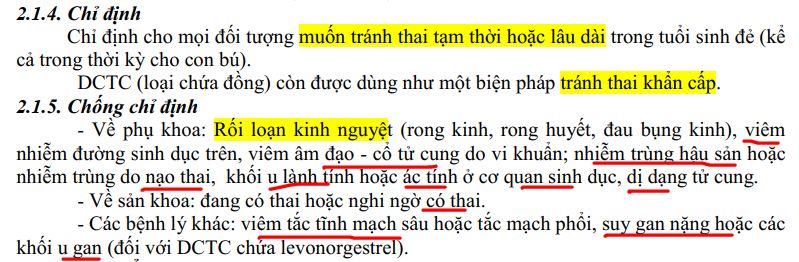 2.1.4. Chỉ định
Chỉ định cho mọi đối tượng muốn tránh thai tạm thời hoặc lâu dài trong tuổi sinh đẻ (kể
cả trong thời kỳ cho con bú).
DCTC (loại chứa đồng) còn được dùng như một biện pháp tránh thai khẩn cấp.
2.1.5. Chống chỉ định
- Về phụ khoa: Rối loạn kinh nguyệt (rong kinh, rong huyết, đau bụng kinh), viêm
nhiễm đường sinh dục trên, viêm âm đạo - cổ tử cung do vi khuẩn; nhiễm trùng hậu sản hoặc
nhiễm trùng do nạo thai, khối u lành tính hoặc ác tính ở cơ quan sinh dục, dị dạng tử cung.
- Về sản khoa: đang có thai hoặc nghi ngờ có thai.
- Các bệnh lý khác: viêm tắc tĩnh mạch sâu hoặc tắc mạch phổi, suy gan nặng hoặc các
khối u gan (đối với DCTC chứa levonorgestrel).